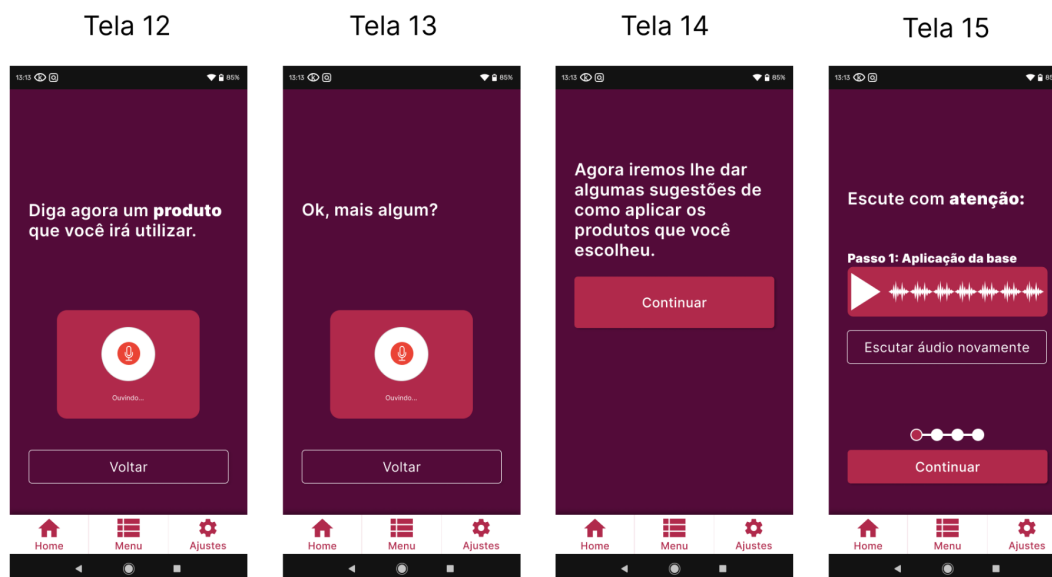 Tela 12
13:13
85%
Diga agora um produto
que você irá utilizar.
Ouvindo...
Voltar
Home
Menu
Ajustes
Tela 13
13:13
85%
Ok, mais algum?
Ouvindo...
Voltar
Home
Menu
Ajustes
Tela 14
13:13
85%
Agora iremos lhe dar
algumas sugestões de
como aplicar os
produtos que você
escolheu.
Continuar
Home
Menu
Ajustes
Tela 15
13:13
85
Escute com atenção:
Passo 1: Aplicação da base
Escutar áudio novamente
Continuar
Home
Menu
Ajustes